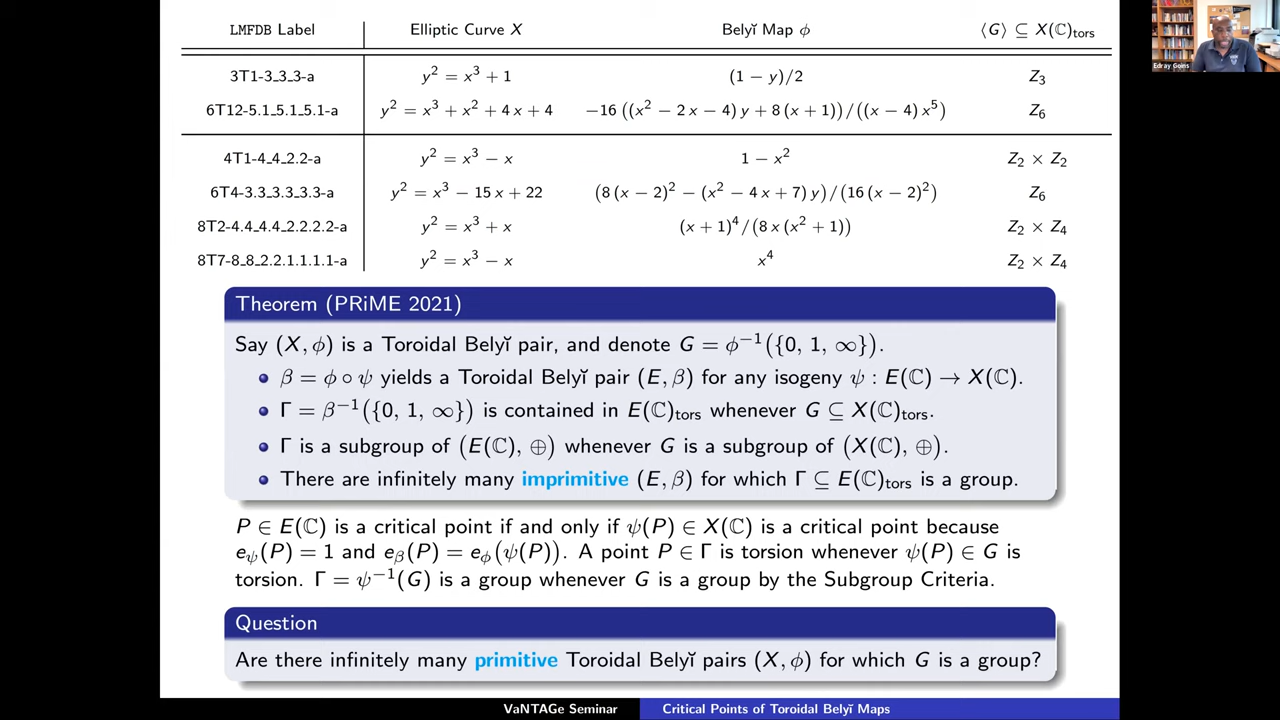 LMFDB Label Elliptic Curve X Belyĭ Map ϕ ⟨G⟩ ⊆ X(ℂ)tors
3T1-3_3_3-a y² = x³ + 1 (1 − y)/2 Z₃
6T12-5.1_5.1_5.1-a y² = x³ + x² + 4 x + 4 −16 ((x² − 2 x − 4) y + 8 (x + 1))/((x − 4) x⁵) Z₆
4T1-4_4_2.2-a y² = x³ − x 1 − x² Z₂ × Z₂
6T4-3.3_3.3_3.3-a y² = x³ − 15 x + 22 (8 (x − 2)² − (x² − 4 x + 7) y)/(16 (x − 2)²) Z₆
8T2-4.4_4.4_2.2.2.2-a y² = x³ + x (x + 1)⁴/(8 x (x² + 1)) Z₂ × Z₄
8T7-8_8_2.2.1.1.1.1-a y² = x³ − x x⁴ Z₂ × Z₄
Theorem (PRiME 2021)
Say (X, ϕ) is a Toroidal Belyĭ pair, and denote G = ϕ⁻¹({0, 1, ∞}).
• β = ϕ ∘ ψ yields a Toroidal Belyĭ pair (E, β) for any isogeny ψ : E(ℂ) → X(ℂ).
• Γ = β⁻¹({0, 1, ∞}) is contained in E(ℂ)tors whenever G ⊆ X(ℂ)tors.
• Γ is a subgroup of (E(ℂ), ⊕) whenever G is a subgroup of (X(ℂ), ⊕).
• There are infinitely many imprimitive (E, β) for which Γ ⊆ E(ℂ)tors is a group.
P ∈ E(ℂ) is a critical point if and only if ψ(P) ∈ X(ℂ) is a critical point because
eψ(P) = 1 and eβ(P) = eϕ(ψ(P)). A point P ∈ Γ is torsion whenever ψ(P) ∈ G is
torsion. Γ = ψ⁻¹(G) is a group whenever G is a group by the Subgroup Criteria.
Question
Are there infinitely many primitive Toroidal Belyĭ pairs (X, ϕ) for which G is a group?
VaNTAGe Seminar Critical Points of Toroidal Belyĭ Maps
Edray Goins